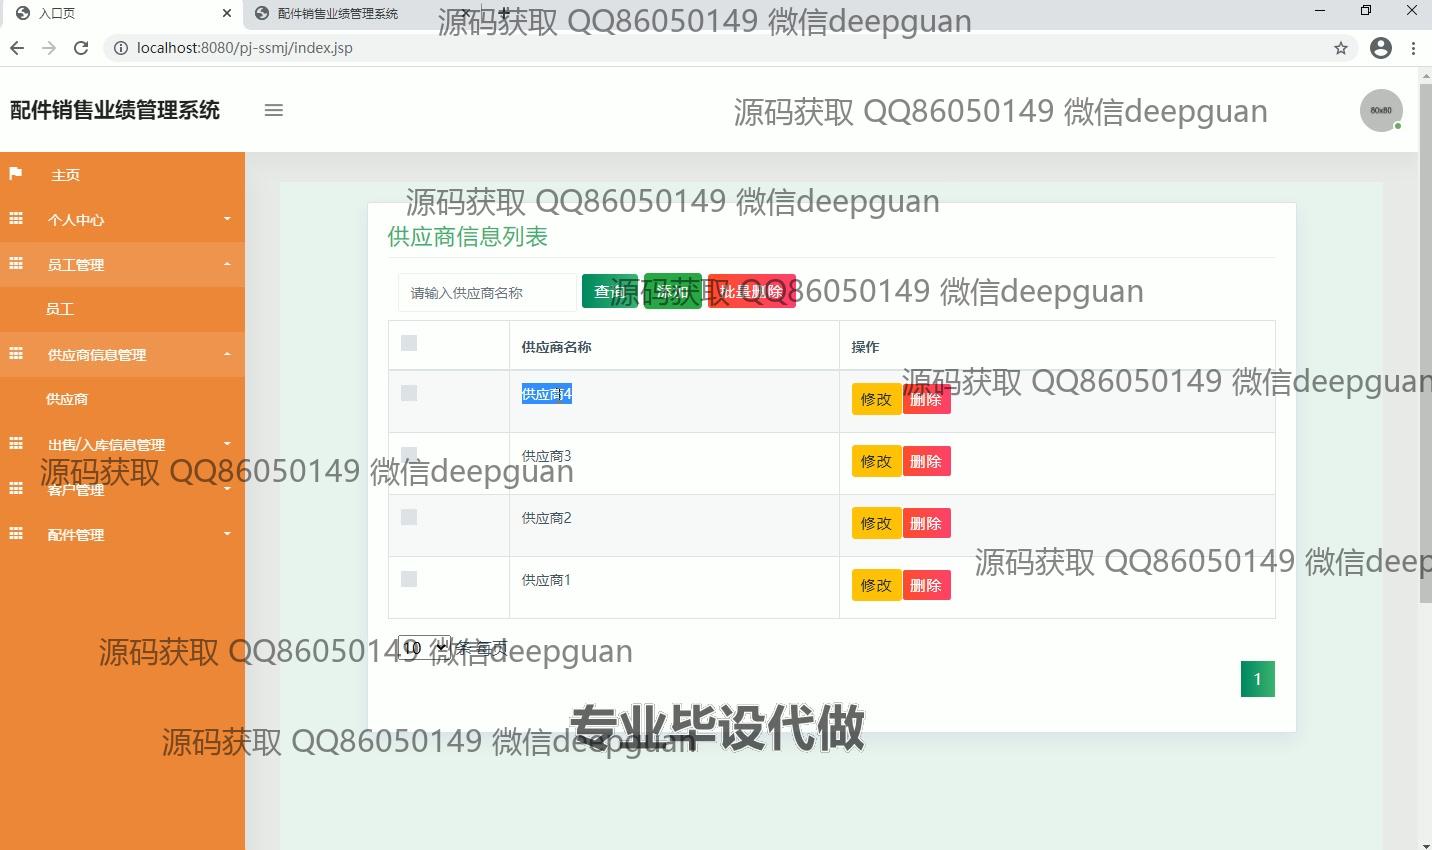 入口页
配件销售业绩管理系统
源码获取 QQ86050149 微信deepguan
localhost:8080/pj-ssmj/index.jsp
配件销售业绩管理系统
源码获取 QQ86050149 微信deepguan
80x80
主页
个人中心
员工管理
员工
供应商信息管理
供应商
出售/入库信息管理
客户管理
配件管理
源码获取 QQ86050149 微信deepguan
供应商信息列表
请输入供应商名称
查询
添加
批量删除
源码获取 QQ86050149 微信deepguan
供应商名称
操作
源码获取 QQ86050149 微信deepguan
供应商4
修改
删除
供应商3
修改
删除
源码获取 QQ86050149 微信deepguan
供应商2
修改
删除
源码获取 QQ86050149 微信deep
供应商1
修改
删除
10
条 每页
源码获取 QQ86050149 微信deepguan
1
专业毕设代做
源码获取 QQ86050149 微信deepguan